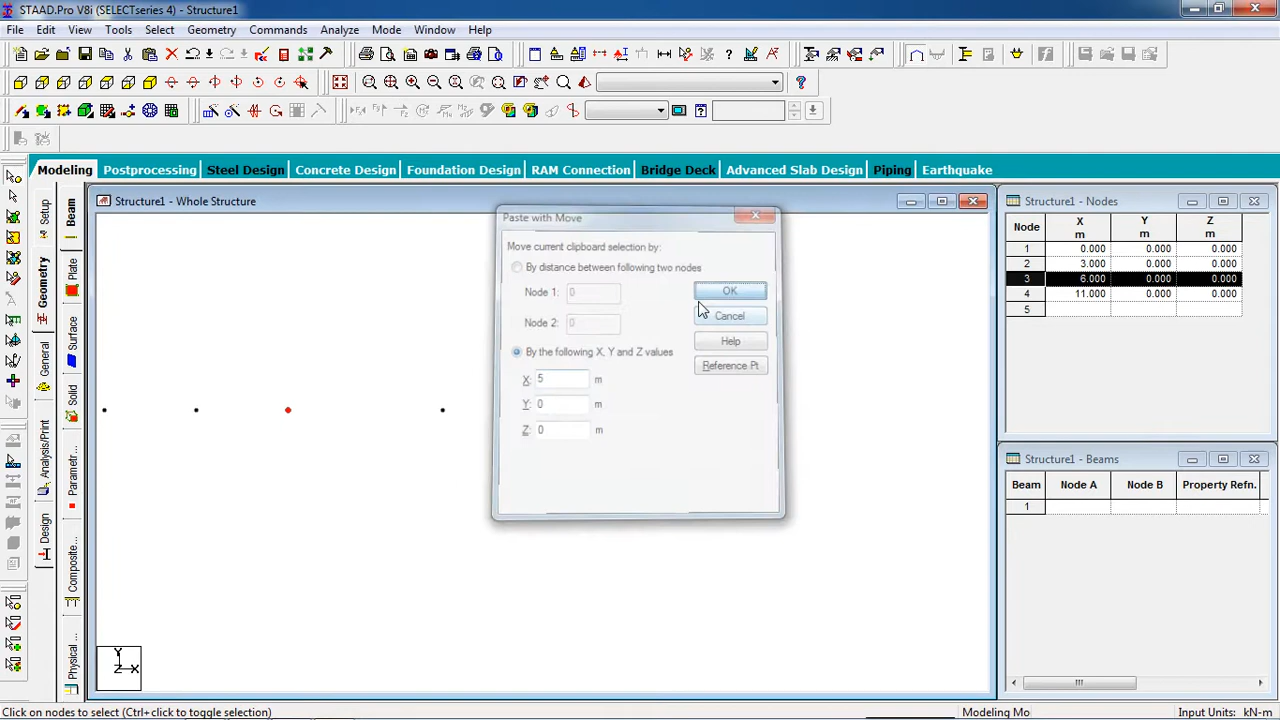 STAAD.Pro V8i (SELECTseries 4) - Structure1
File Edit View Tools Select Geometry Commands Analyze Mode Window Help
Modeling Postprocessing Steel Design Concrete Design Foundation Design RAM Connection Bridge Deck Advanced Slab Design Piping Earthquake
Setup
Geometry
General
Analysis/Print
Design
Beam
Plate
Surface
Solid
Parametr...
Composite...
Physical ...
Structure1 - Whole Structure
Paste with Move
Move current clipboard selection by:
By distance between following two nodes
Node 1: 0
Node 2: 0
By the following X, Y and Z values
X: 5 m
Y: 0 m
Z: 0 m
OK
Cancel
Help
Reference Pt
Y
Z X
Structure1 - Nodes
Node X m Y m Z m
1 0.000 0.000 0.000
2 3.000 0.000 0.000
3 6.000 0.000 0.000
4 11.000 0.000 0.000
5
Structure1 - Beams
Beam Node A Node B Property Refn.
1
Click on nodes to select (Ctrl+click to toggle selection)
Modeling Mo
Input Units: kN-m